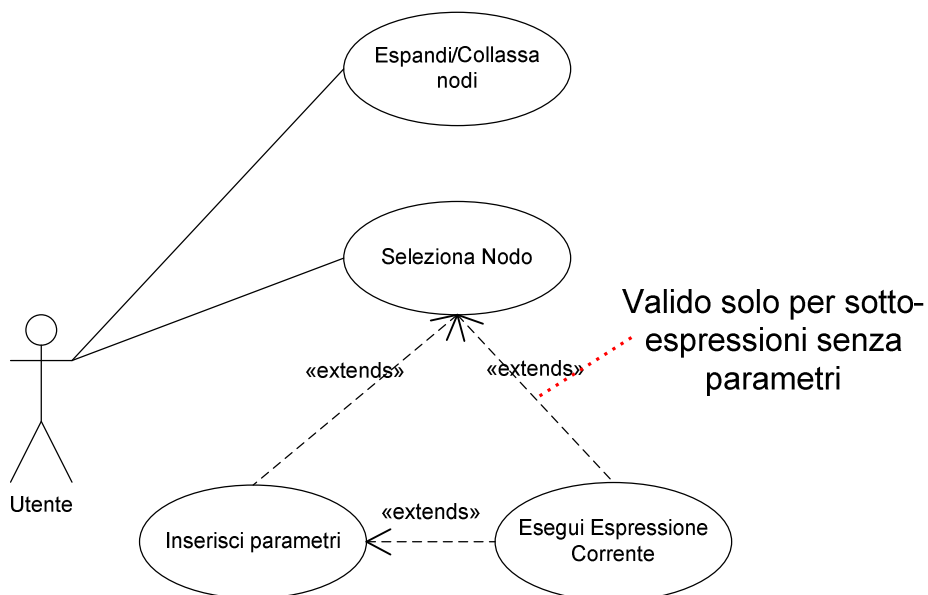 Espandi/Collassa
nodi
Seleziona Nodo
Valido solo per sotto-
espressioni senza
parametri
«extends»
«extends»
Utente
Inserisci parametri
«extends»
Esegui Espressione
Corrente